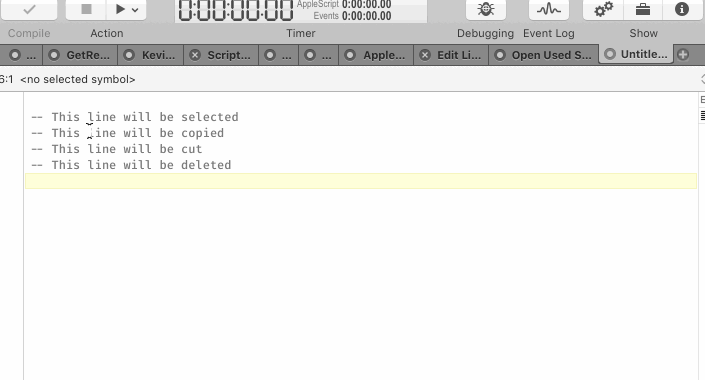 AppleScript 0:00:00.00
0:00:00:00
Events 0:00:00.00
Compile Action Timer Debugging Event Log Show
... GetRe... Kevi... Script... ... ... Apple... Edit Li... Open Used S... Untitle...
6:1 <no selected symbol>
-- This line will be selected
-- This line will be copied
-- This line will be cut
-- This line will be deleted